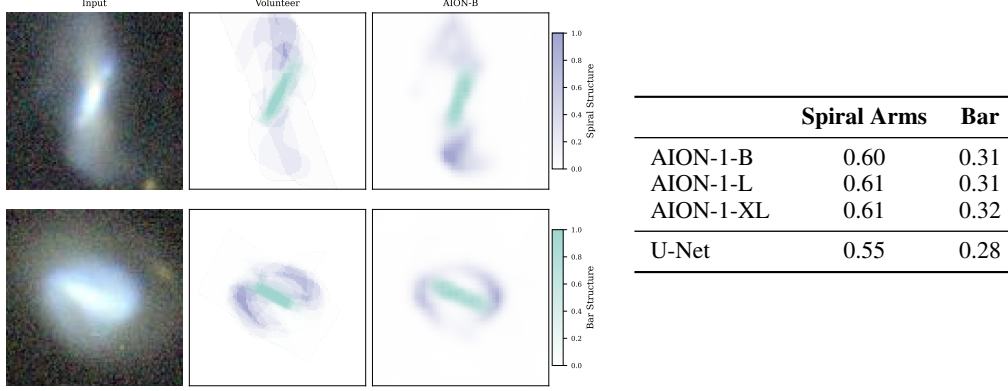 Input Volunteer AION-B
1.0
0.8
0.6
0.4
0.2
0.0
Spiral Structure
1.0
0.8
0.6
0.4
0.2
0.0
Bar Structure
Spiral Arms Bar
AION-1-B 0.60 0.31
AION-1-L 0.61 0.31
AION-1-XL 0.61 0.32
U-Net 0.55 0.28